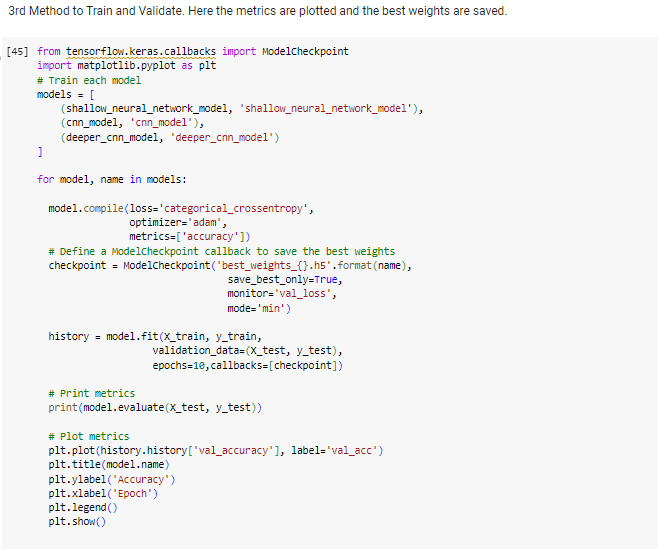 3rd Method to Train and Validate. Here the metrics are plotted and the best weights are saved.
[45] from tensorflow.keras.callbacks import ModelCheckpoint
import matplotlib.pyplot as plt
# Train each model
models = [
    (shallow_neural_network_model, 'shallow_neural_network_model'),
    (cnn_model, 'cnn_model'),
    (deeper_cnn_model, 'deeper_cnn_model')
]
for model, name in models:
  model.compile(loss='categorical_crossentropy',
                optimizer='adam',
                metrics=['accuracy'])
  # Define a ModelCheckpoint callback to save the best weights
  checkpoint = ModelCheckpoint('best_weights_{}.h5'.format(name),
                               save_best_only=True,
                               monitor='val_loss',
                               mode='min')
  history = model.fit(X_train, y_train,
                    validation_data=(X_test, y_test),
                    epochs=10,callbacks=[checkpoint])
  # Print metrics
  print(model.evaluate(X_test, y_test))
  # Plot metrics
  plt.plot(history.history['val_accuracy'], label='val_acc')
  plt.title(model.name)
  plt.ylabel('Accuracy')
  plt.xlabel('Epoch')
  plt.legend()
  plt.show()